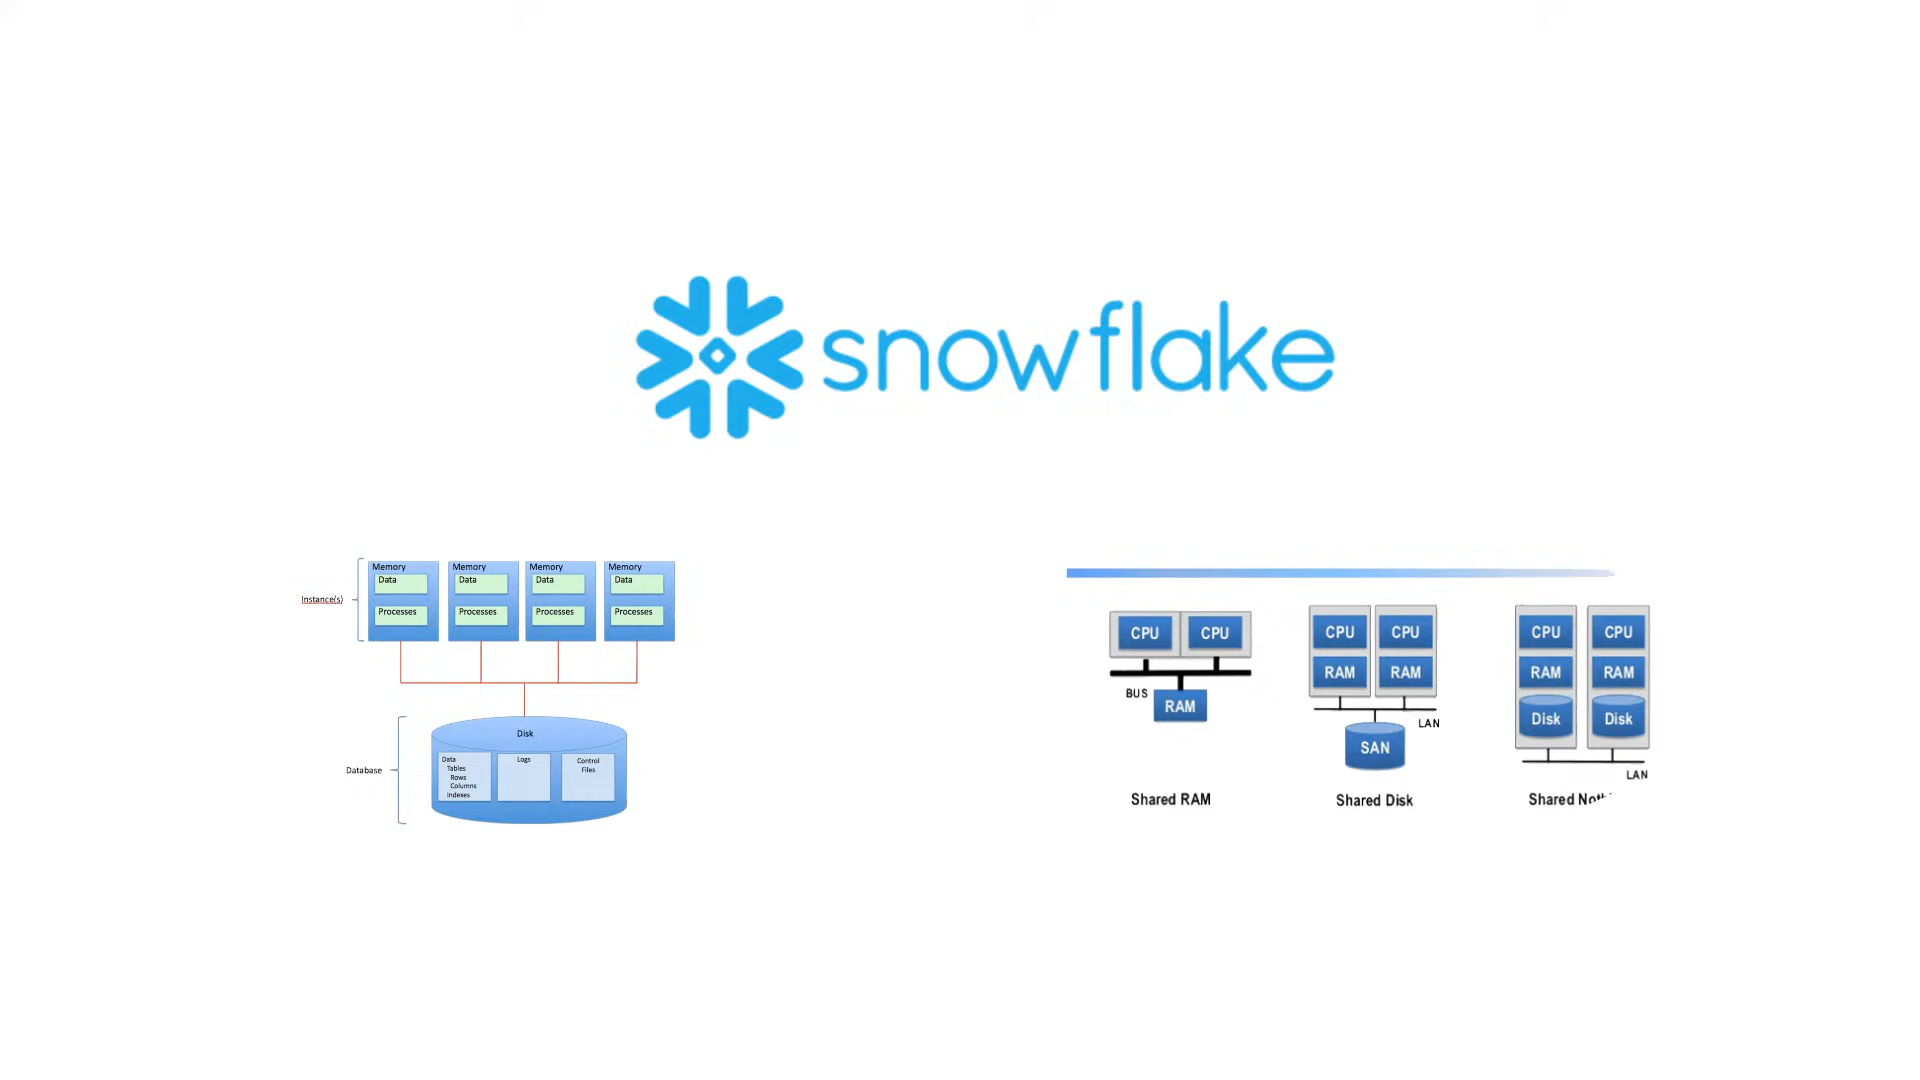 snowflake
Instance(s)
Memory
Data
Processes
Memory
Data
Processes
Memory
Data
Processes
Memory
Data
Processes
Database
Disk
Data
Tables
Rows
Columns
Indexes
Logs
Control
Files
CPU
CPU
BUS
RAM
Shared RAM
CPU
CPU
RAM
RAM
LAN
SAN
Shared Disk
CPU
CPU
RAM
RAM
Disk
Disk
LAN
Shared